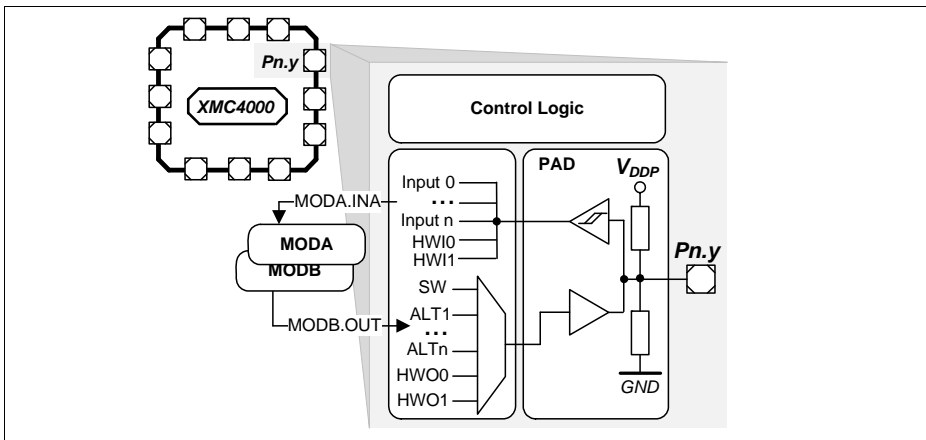 Pn.y
XMC4000
Control Logic
PAD
VDDP
Input 0
...
Input n
HWI0
HWI1
MODA.INA
MODA
MODB
MODB.OUT
SW
ALT1
...
ALTn
HWO0
HWO1
Pn.y
GND